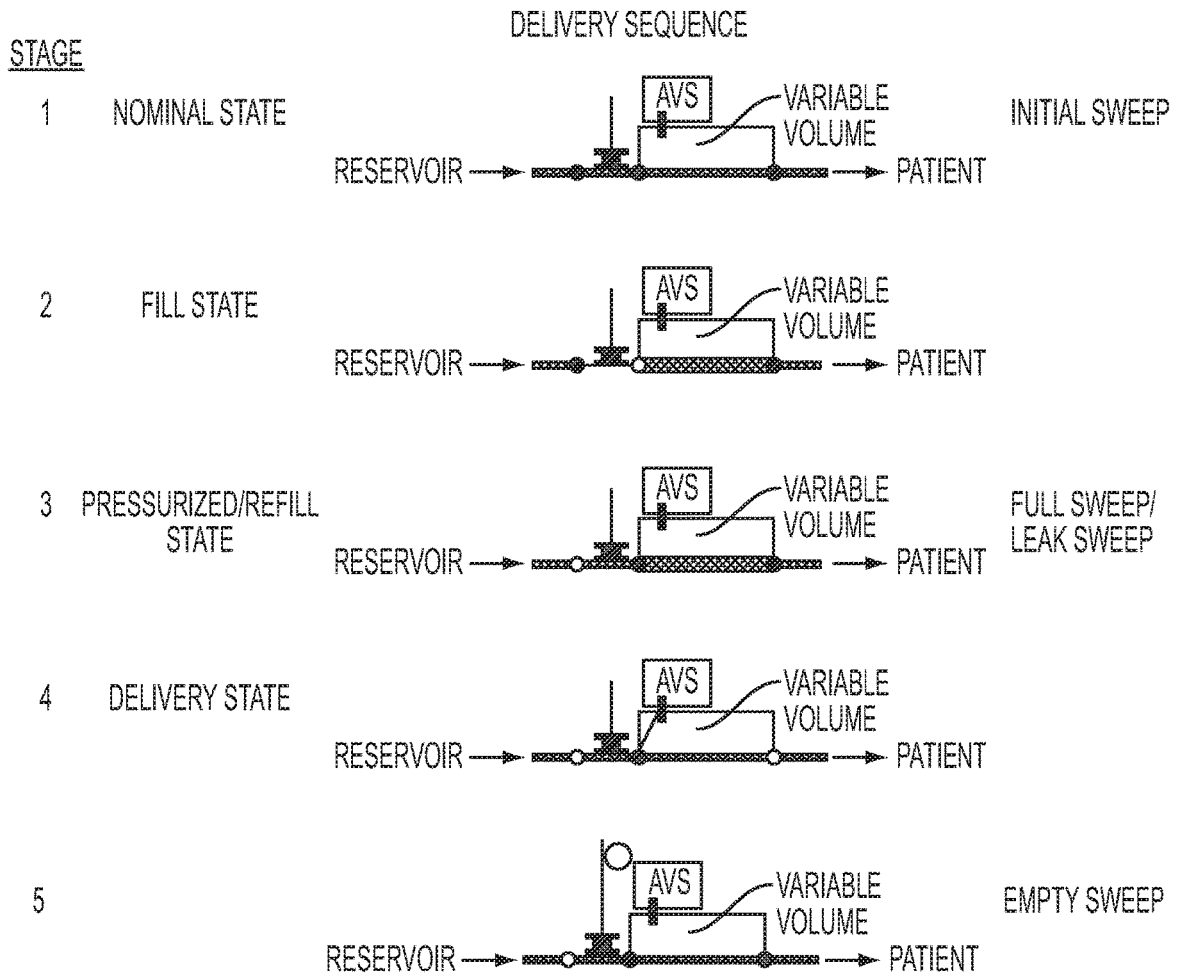 DELIVERY SEQUENCE
STAGE
1 NOMINAL STATE
AVS
VARIABLE
VOLUME
INITIAL SWEEP
RESERVOIR
PATIENT
2 FILL STATE
AVS
VARIABLE
VOLUME
RESERVOIR
PATIENT
3 PRESSURIZED/REFILL
STATE
AVS
VARIABLE
VOLUME
FULL SWEEP/
LEAK SWEEP
RESERVOIR
PATIENT
4 DELIVERY STATE
AVS
VARIABLE
VOLUME
RESERVOIR
PATIENT
5
AVS
VARIABLE
VOLUME
EMPTY SWEEP
RESERVOIR
PATIENT